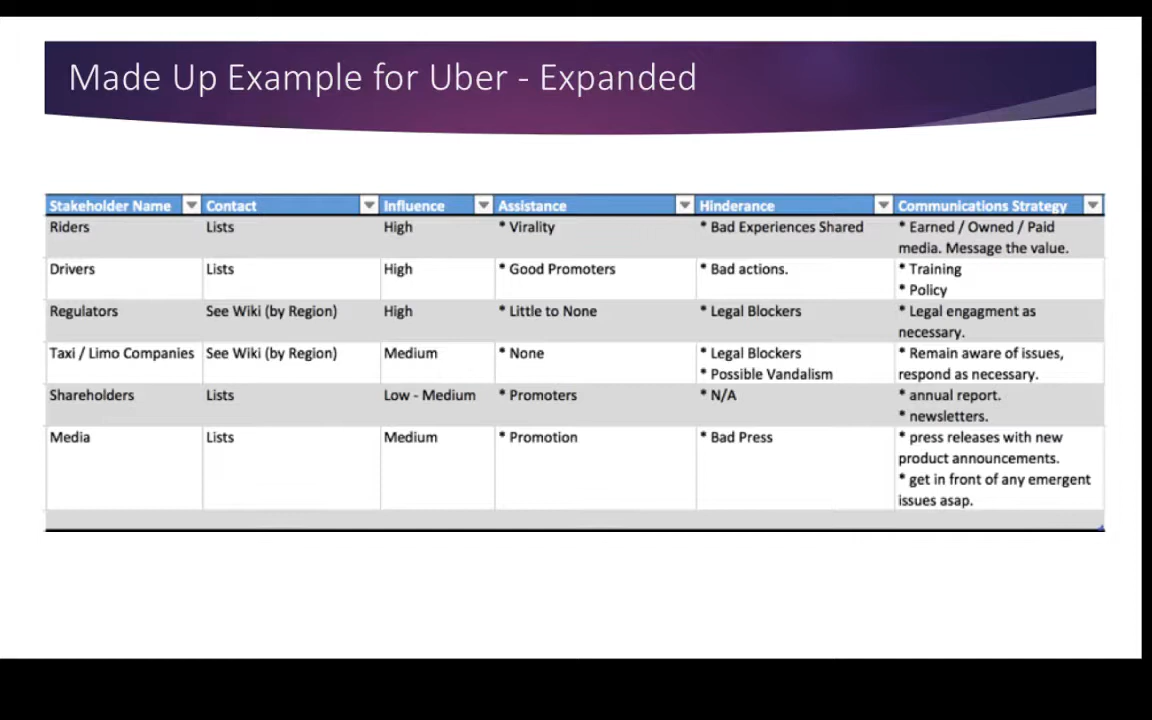 Made Up Example for Uber - Expanded
Stakeholder Name Contact Influence Assistance Hinderance Communications Strategy
Riders Lists High * Virality * Bad Experiences Shared * Earned / Owned / Paid
media. Message the value.
Drivers Lists High * Good Promoters * Bad actions. * Training
* Policy
Regulators See Wiki (by Region) High * Little to None * Legal Blockers * Legal engagment as
necessary.
Taxi / Limo Companies See Wiki (by Region) Medium * None * Legal Blockers * Remain aware of issues,
* Possible Vandalism respond as necessary.
Shareholders Lists Low - Medium * Promoters * N/A * annual report.
* newsletters.
Media Lists Medium * Promotion * Bad Press * press releases with new
product announcements.
* get in front of any emergent
issues asap.